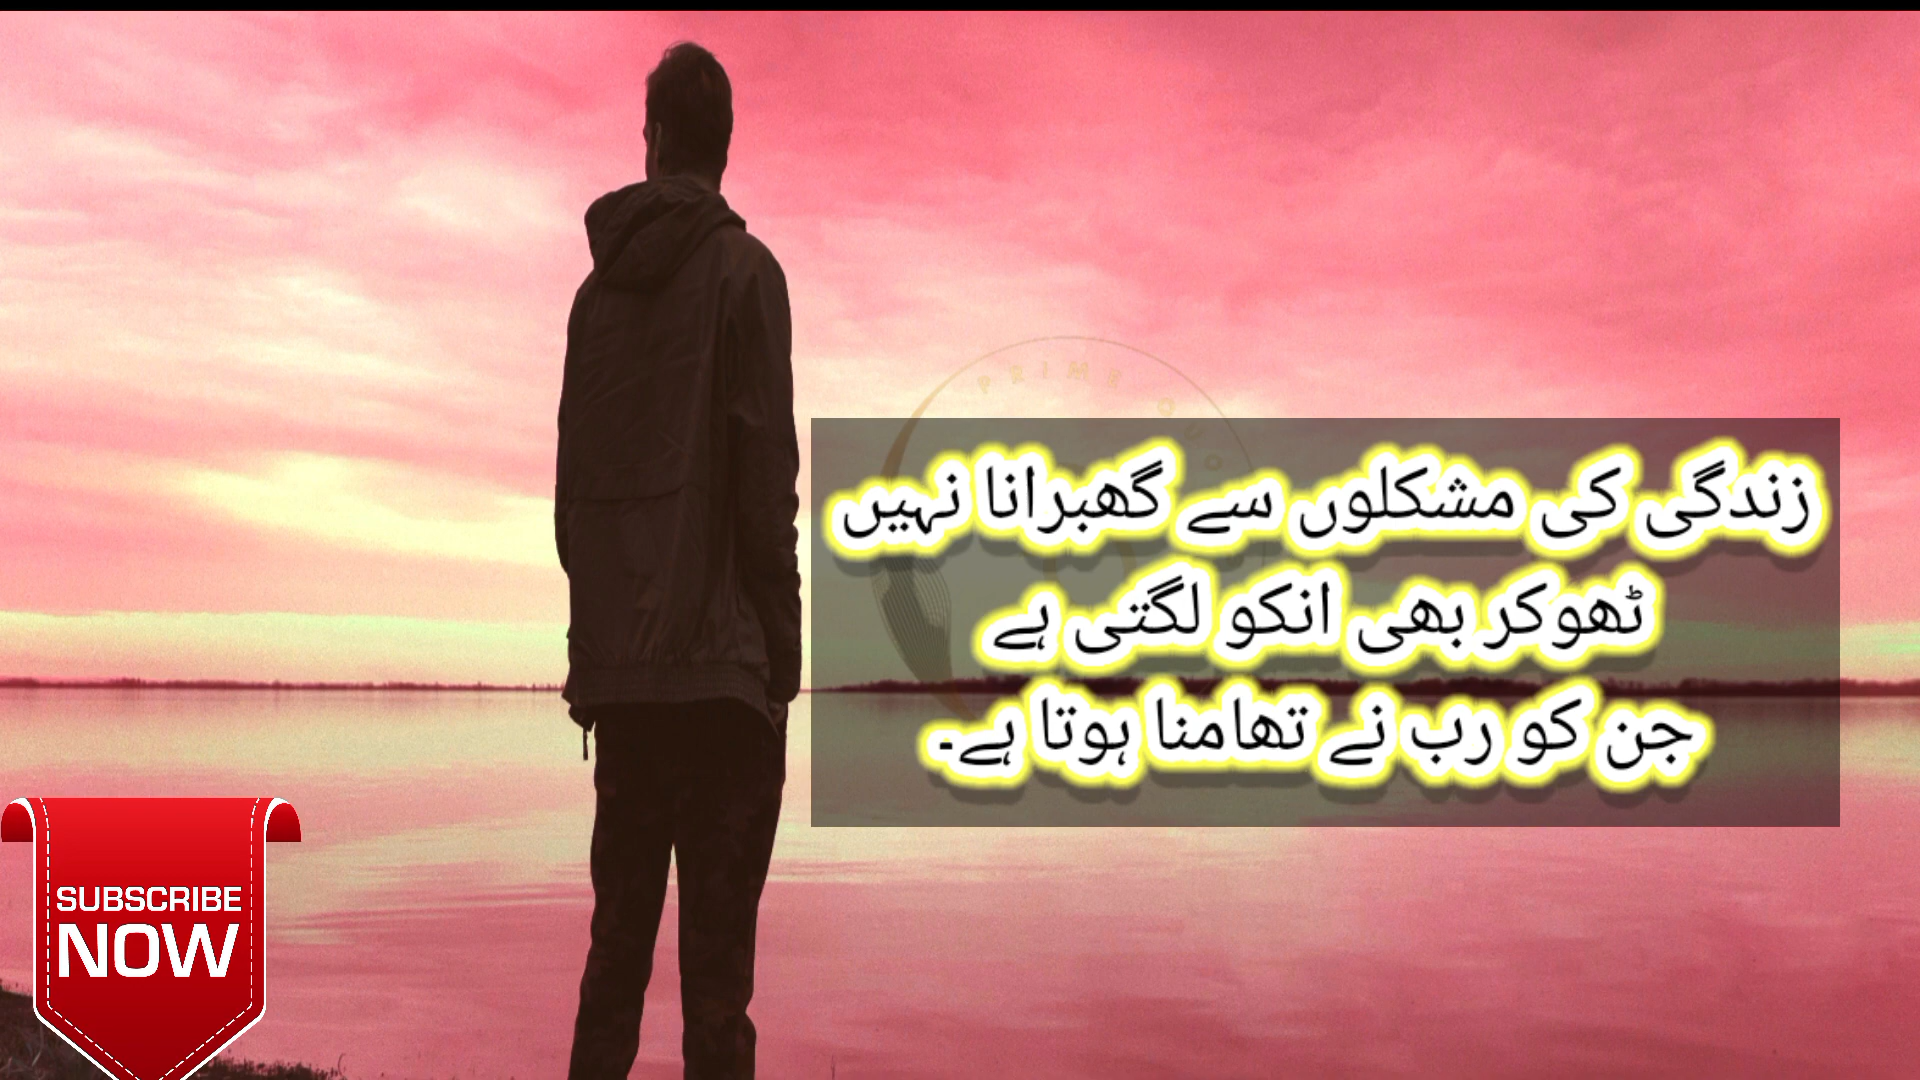 PRIME
زندگی کی مشکلوں سے گھبرانا نہیں
ٹھوکر بھی انکو لگتی ہے
جن کو رب نے تھامنا ہوتا ہے۔
SUBSCRIBE
NOW